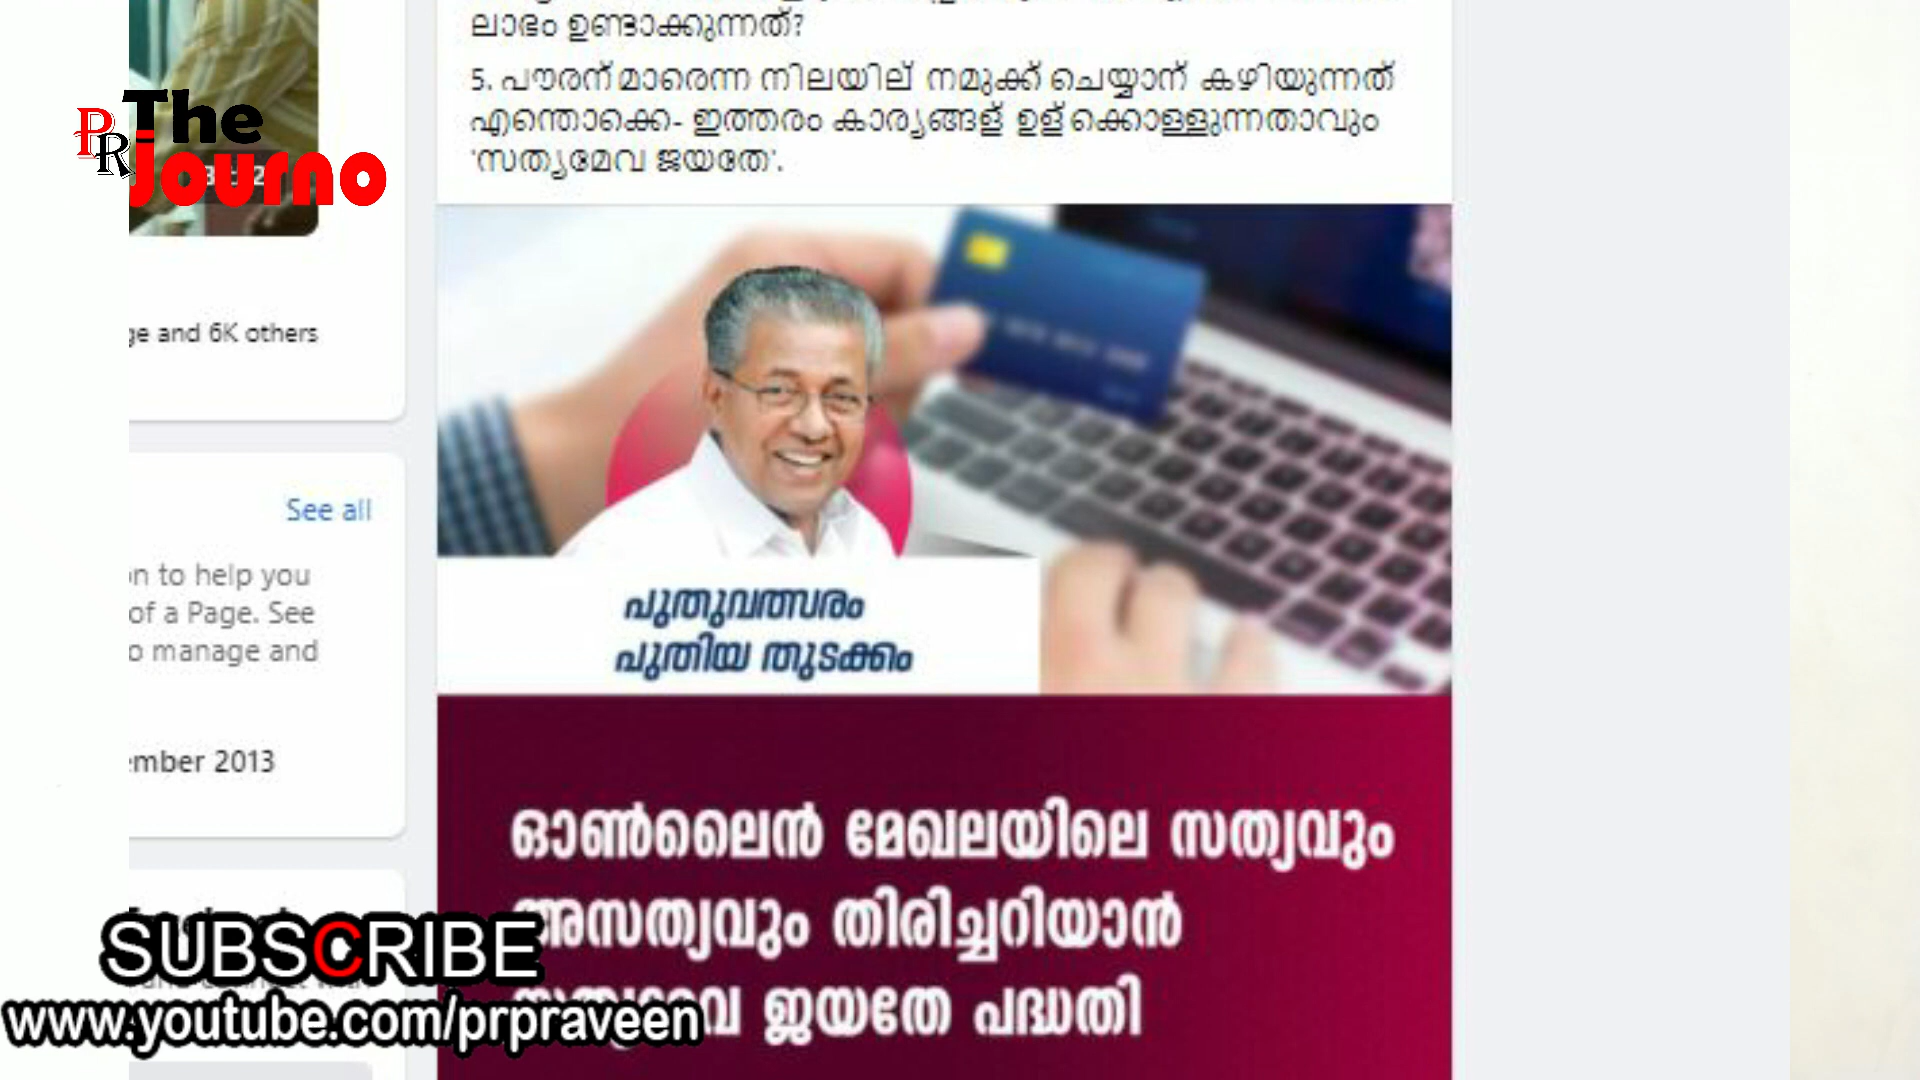 ലാഭം ഉണ്ടാക്കുന്നത്?
5. പൗരന്‌മാരെന്ന നിലയില് നമുക്ക് ചെയ്യാന് കഴിയുന്നത്
എന്തൊക്കെ- ഇത്തരം കാര്യങ്ങള് ഉള്‌ക്കൊള്ളുന്നതാവും
'സത്യമേവ ജയതേ'.
PR The
Journo
ge and 6K others
See all
on to help you
of a Page. See
o manage and
ember 2013
പുതുവത്സരം
പുതിയ തുടക്കം
ഓൺലൈൻ മേഖലയിലെ സത്യവും
അസത്യവും തിരിച്ചറിയാൻ
ജയതേ പദ്ധതി
SUBSCRIBE
www.youtube.com/prpraveen